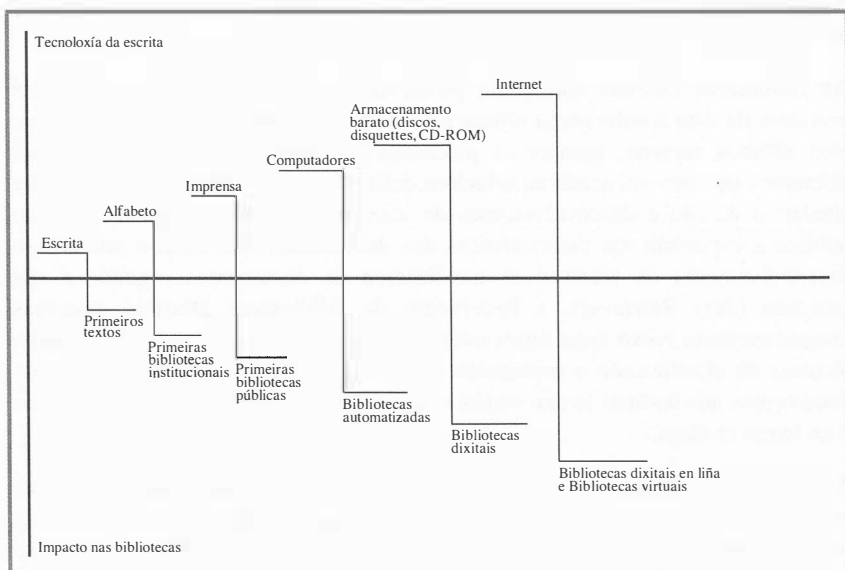 Tecnoloxía da escrita
Internet
Armacenamento
barato (discos,
disquettes, CD-ROM)
Computadores
Imprensa
Alfabeto
Escrita
Primeiros
textos
Primeiras
bibliotecas
institucionais
Primeiras
bibliotecas
públicas
Bibliotecas
automatizadas
Bibliotecas
dixitais
Bibliotecas dixitais en liña
e Bibliotecas virtuais
Impacto nas bibliotecas